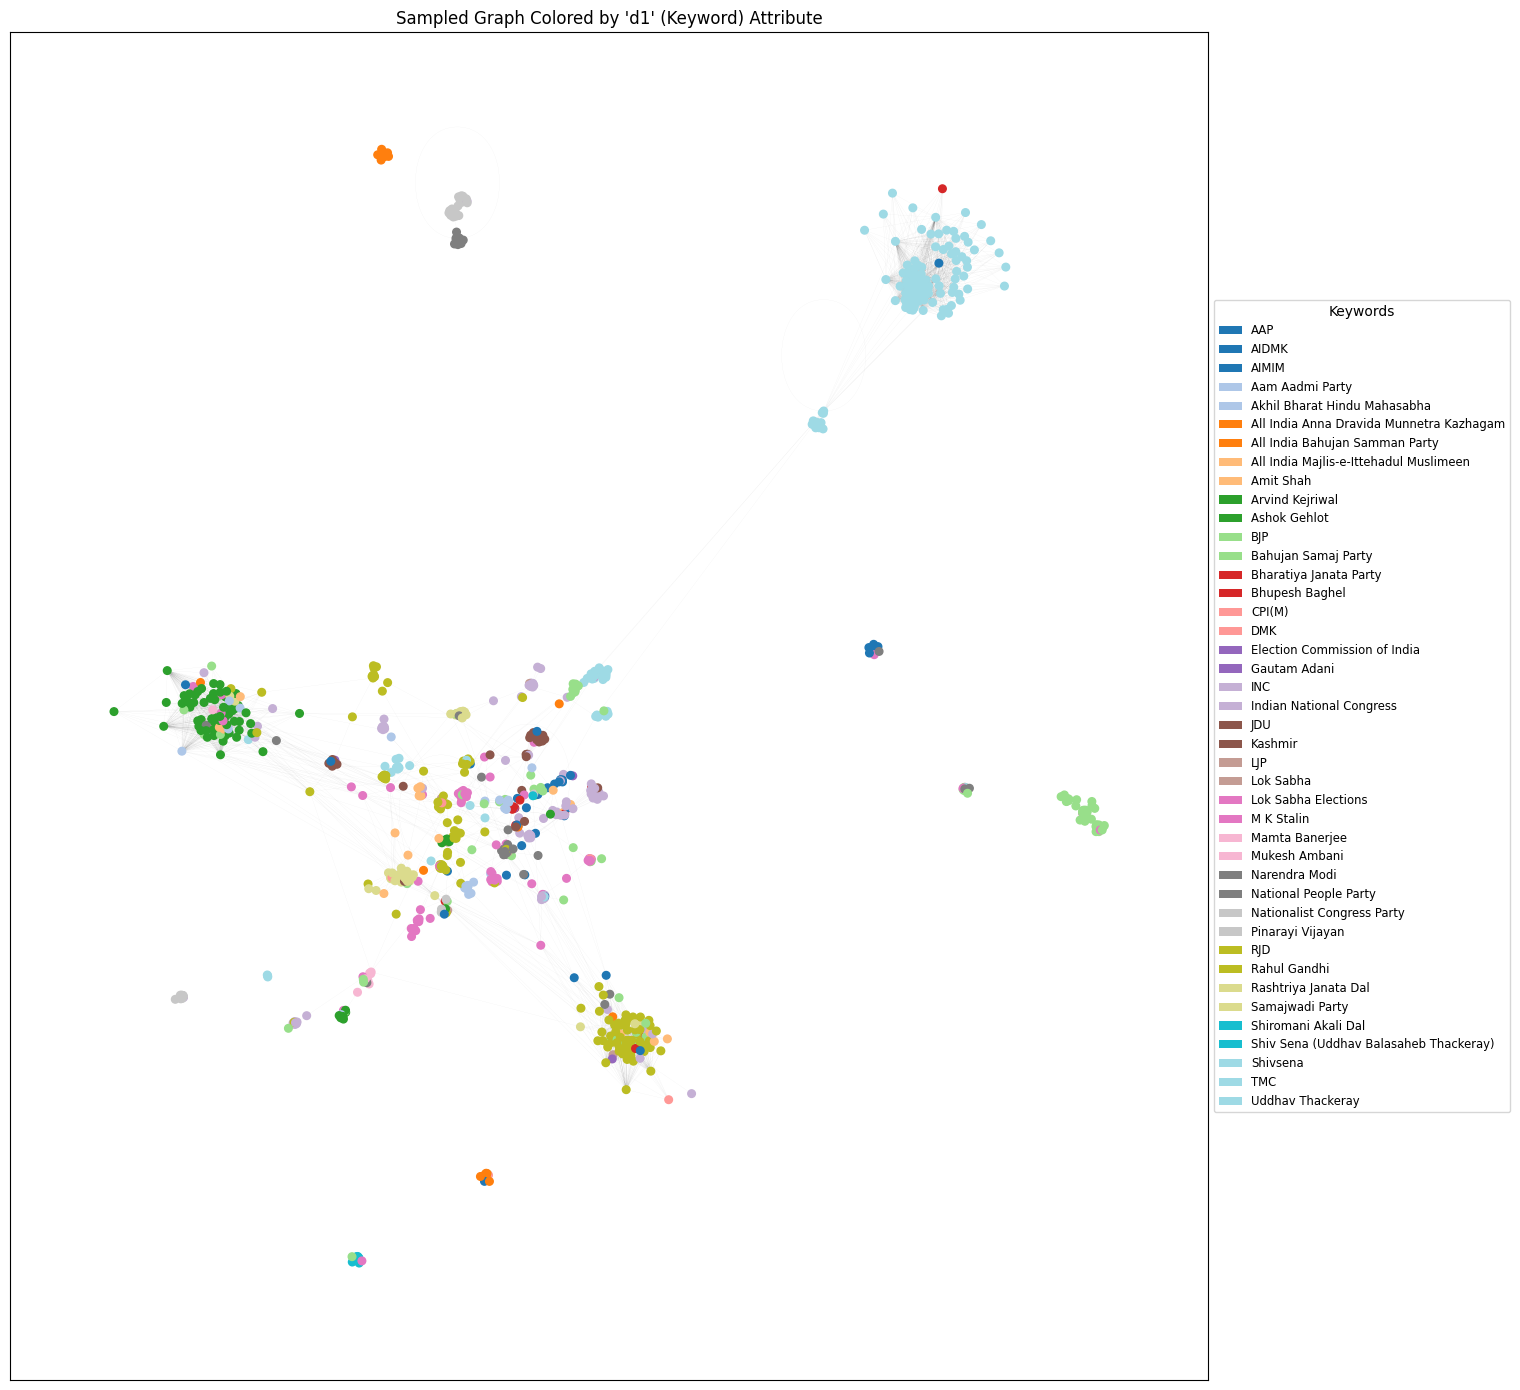 Sampled Graph Colored by 'd1' (Keyword) Attribute
Keywords
AAP
AIDMK
AIMIM
Aam Aadmi Party
Akhil Bharat Hindu Mahasabha
All India Anna Dravida Munnetra Kazhagam
All India Bahujan Samman Party
All India Majlis-e-Ittehadul Muslimeen
Amit Shah
Arvind Kejriwal
Ashok Gehlot
BJP
Bahujan Samaj Party
Bharatiya Janata Party
Bhupesh Baghel
CPI(M)
DMK
Election Commission of India
Gautam Adani
INC
Indian National Congress
JDU
Kashmir
LJP
Lok Sabha
Lok Sabha Elections
M K Stalin
Mamta Banerjee
Mukesh Ambani
Narendra Modi
National People Party
Nationalist Congress Party
Pinarayi Vijayan
RJD
Rahul Gandhi
Rashtriya Janata Dal
Samajwadi Party
Shiromani Akali Dal
Shiv Sena (Uddhav Balasaheb Thackeray)
Shivsena
TMC
Uddhav Thackeray